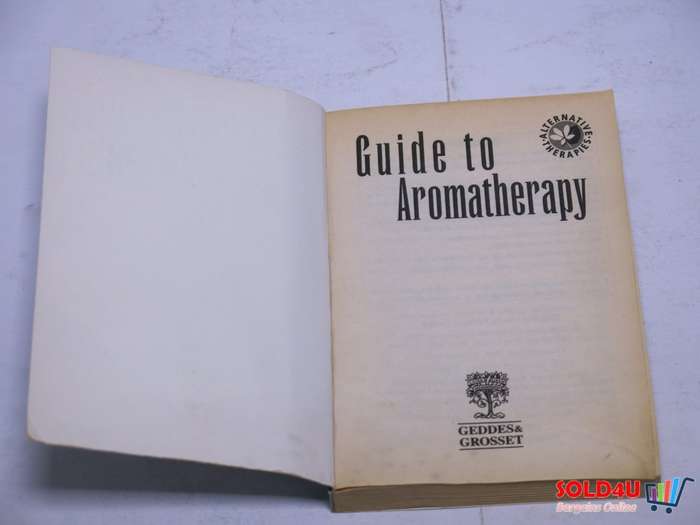 ALTERNATIVE
·THERAPIES·
Guide to
Aromatherapy
GEDDES&
GROSSET
SOLD4U
Bargains Online